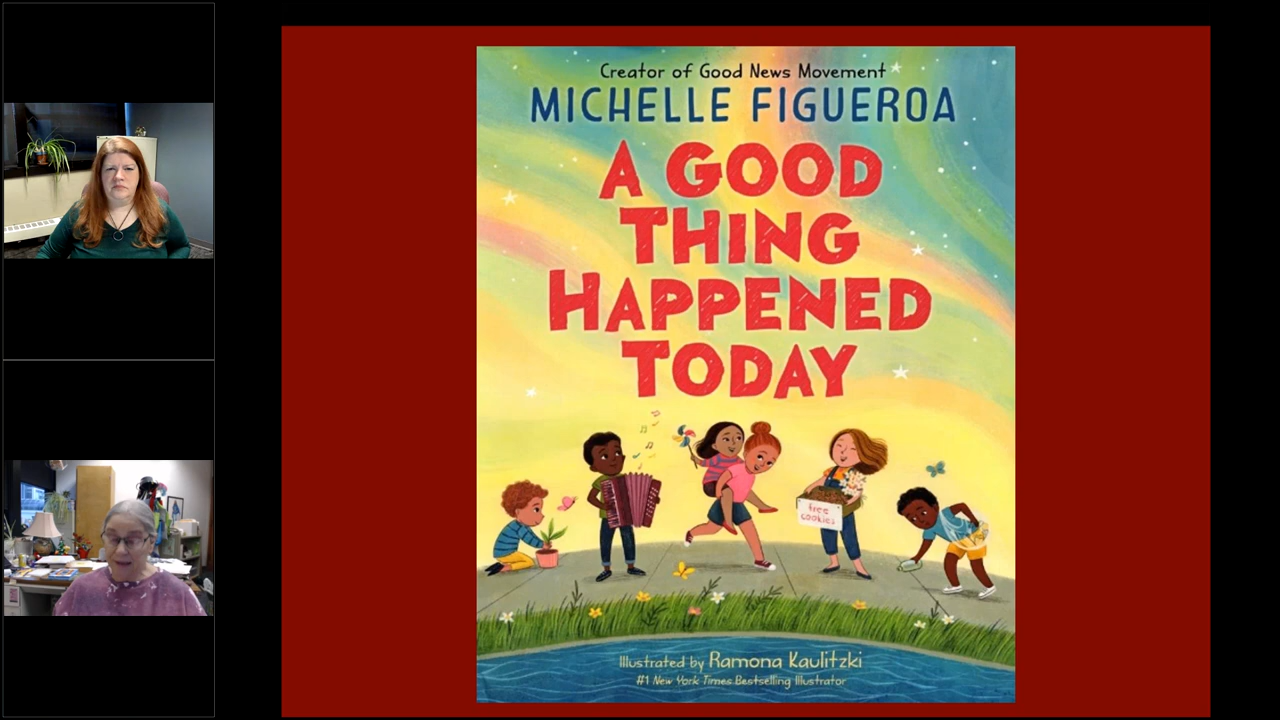 Creator of Good News Movement
MICHELLE FIGUEROA
A GOOD
THING
HAPPENED
TODAY
free
cookies
Illustrated by Ramona Kaulitzki
#1 New York Times Bestselling Illustrator